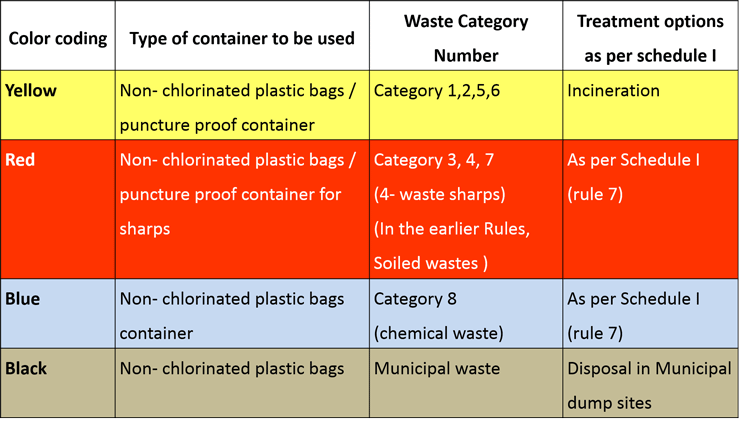 Color coding
Type of container to be used
Waste Category
Number
Treatment options
as per schedule I
Yellow
Non- chlorinated plastic bags /
puncture proof container
Category 1,2,5,6
Incineration
Red
Non- chlorinated plastic bags /
puncture proof container for
sharps
Category 3, 4, 7
(4- waste sharps)
(In the earlier Rules,
Soiled wastes )
As per Schedule I
(rule 7)
Blue
Non- chlorinated plastic bags
container
Category 8
(chemical waste)
As per Schedule I
(rule 7)
Black
Non- chlorinated plastic bags
Municipal waste
Disposal in Municipal
dump sites